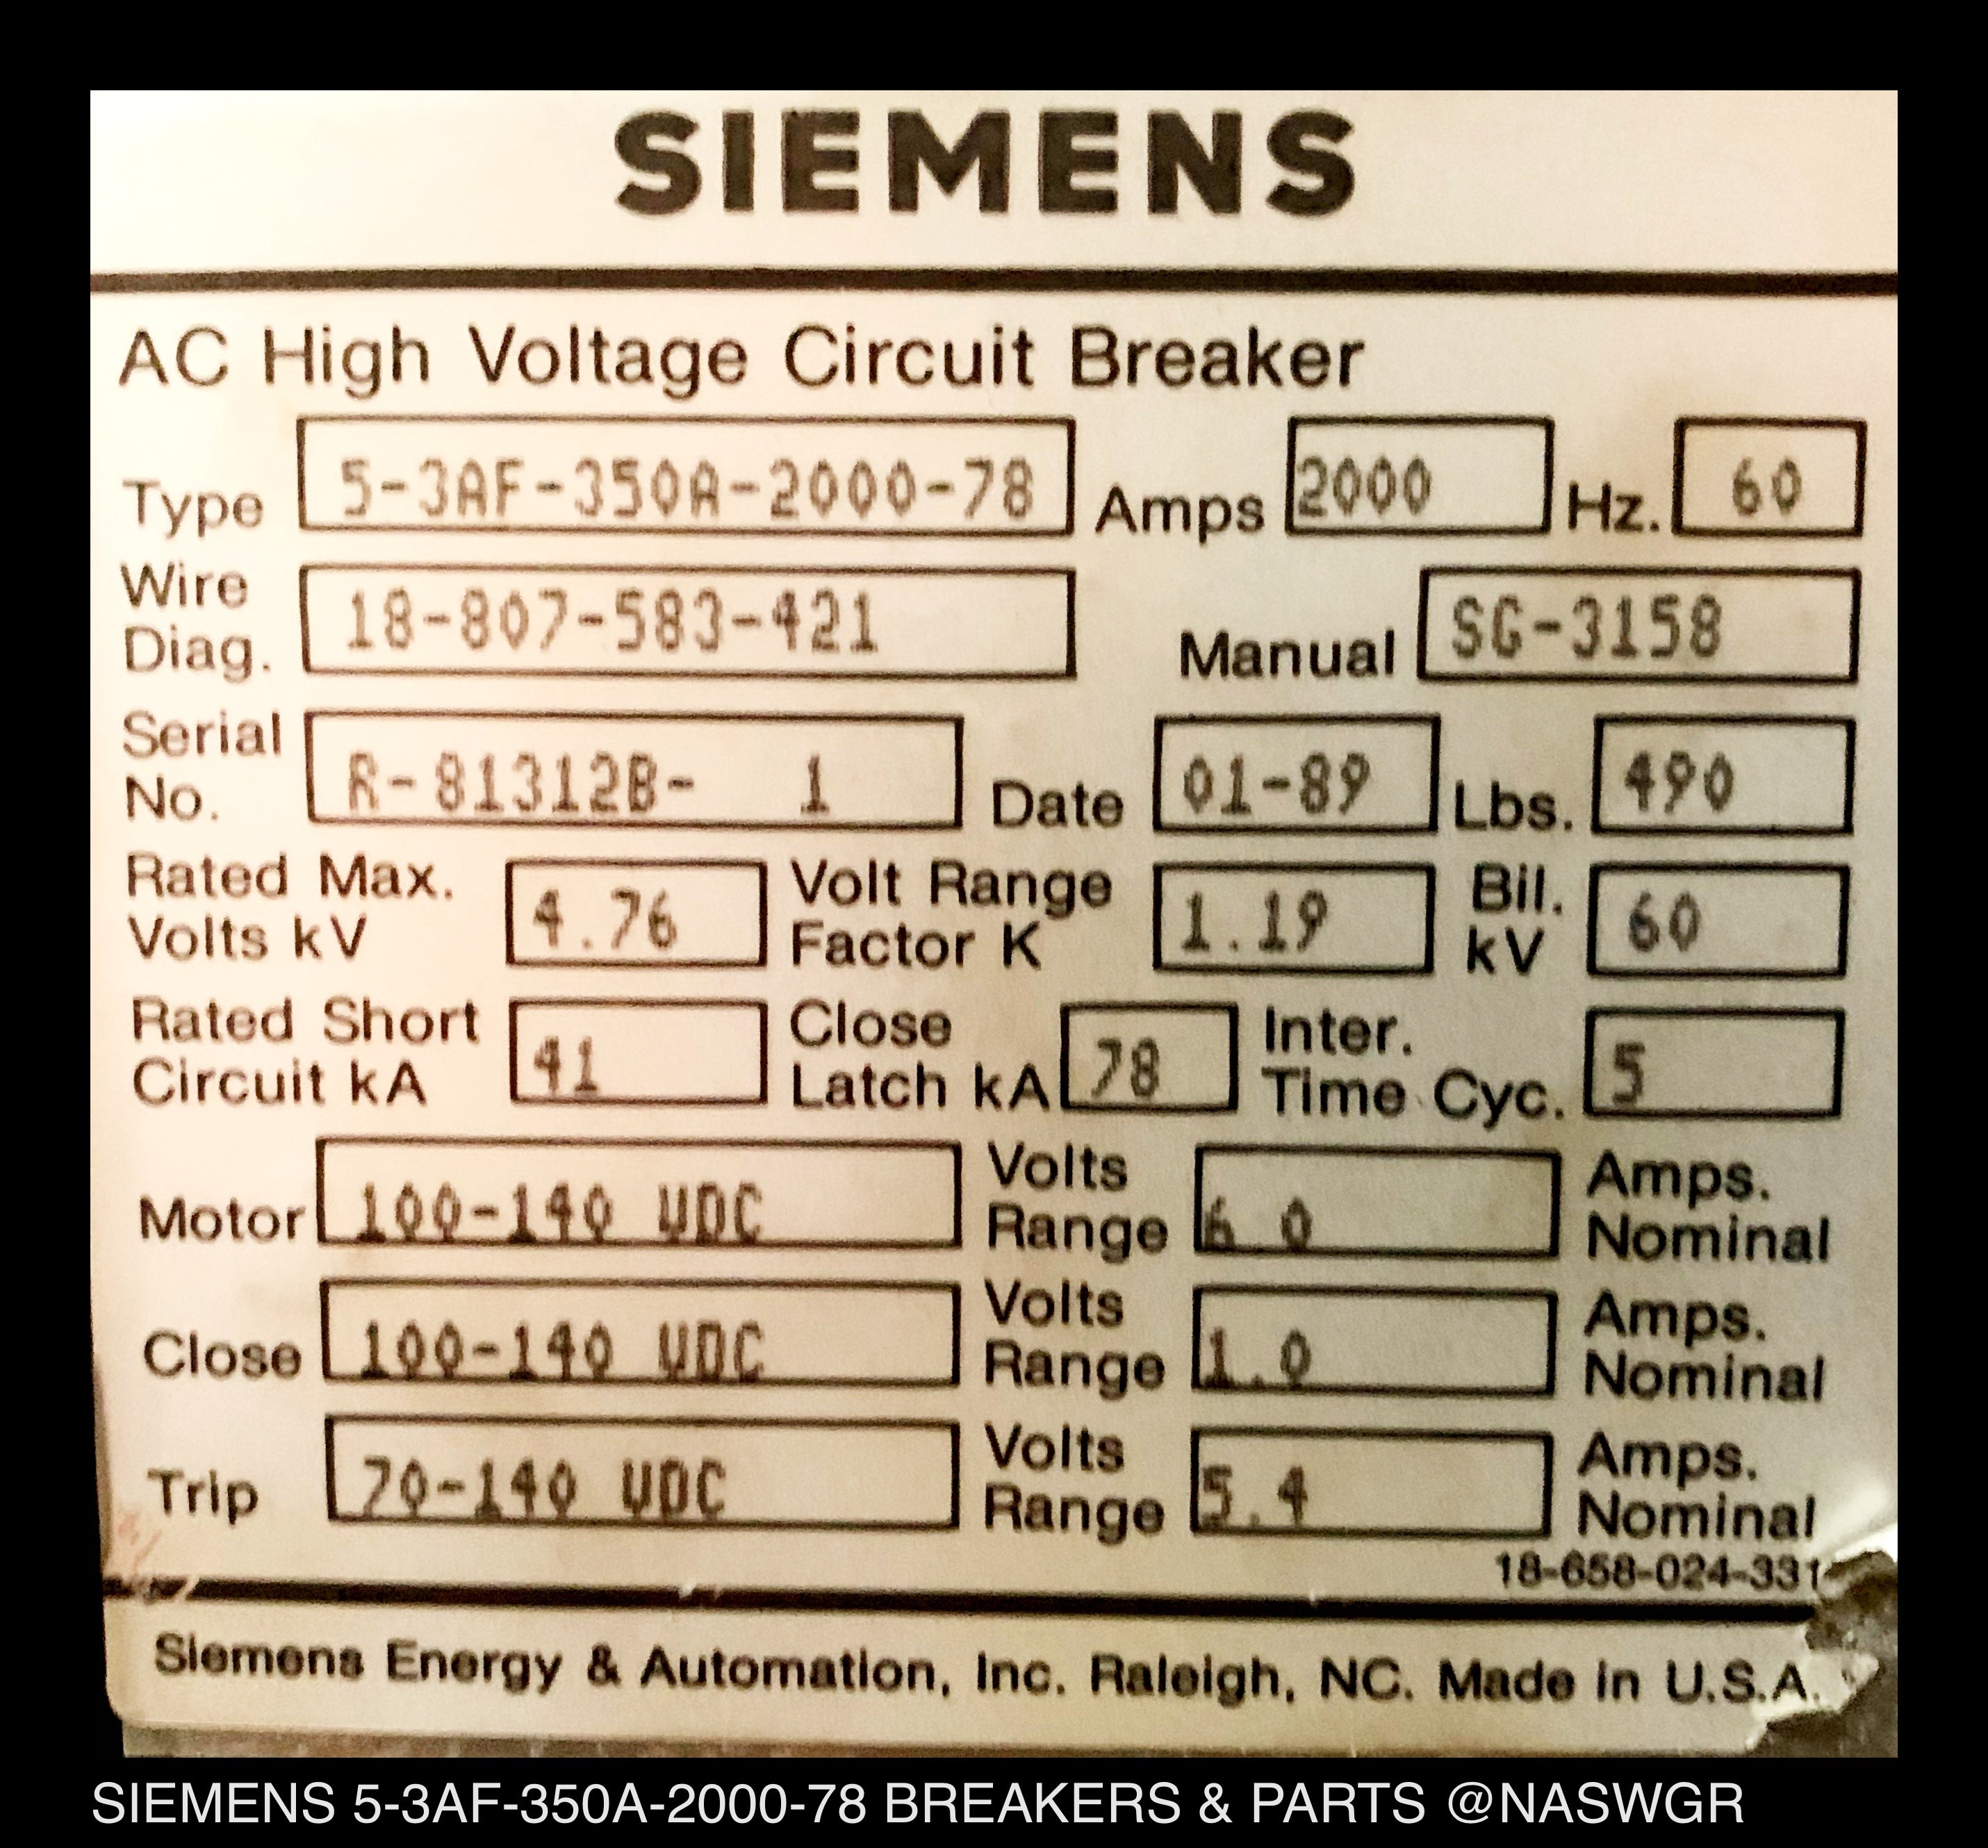 SIEMENS
AC High Voltage Circuit Breaker
Type 5-3AF-350A-2000-78 Amps 2000 Hz. 60
Wire Diag. 18-807-583-421 Manual SG-3158
Serial No. R-81312B- 1 Date 01-89 Lbs. 490
Rated Max. Volts kV 4.76 Volt Range Factor K 1.19 Bil. kV 60
Rated Short Circuit kA 41 Close Latch kA 78 Inter. Time Cyc. 5
Motor 100-140 VDC Volts Range 6.0 Amps. Nominal
Close 100-140 VDC Volts Range 1.0 Amps. Nominal
Trip 70-140 VDC Volts Range 5.4 Amps. Nominal
18-658-024-331
Siemens Energy & Automation, Inc. Raleigh, NC. Made in U.S.A.
SIEMENS 5-3AF-350A-2000-78 BREAKERS & PARTS @NASWGR